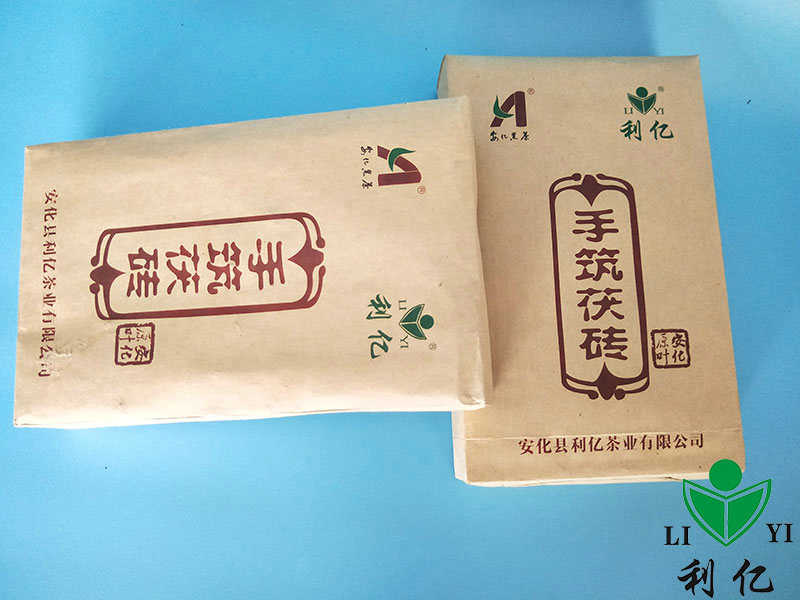 安化黑茶
®
LI YI
®
利亿
手筑茯砖
安化
原叶
安化县利亿茶业有限公司
安化黑茶
®
LI YI
®
利亿
手筑茯砖
安化
原叶
安化县利亿茶业有限公司
LI YI
利亿